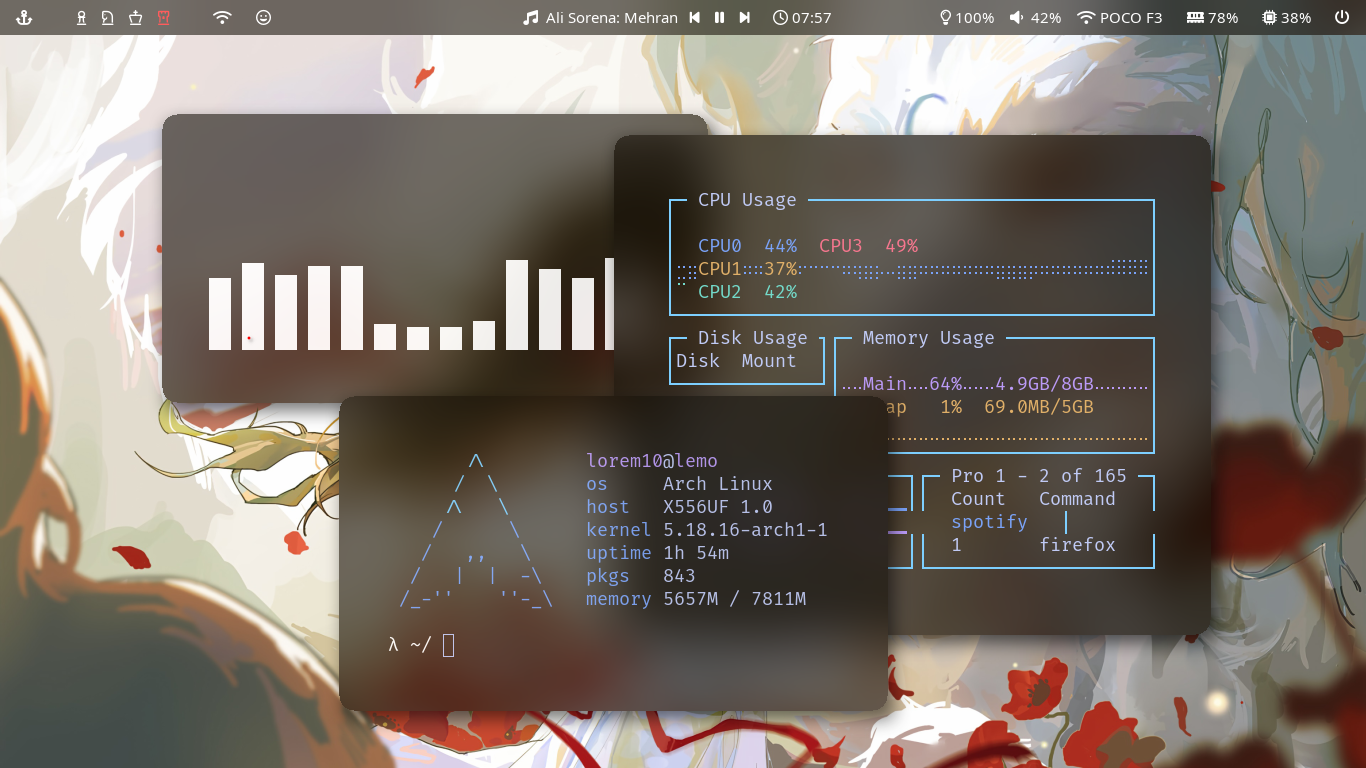 Ali Sorena: Mehran
07:57
100%
42%
POCO F3
78%
38%
CPU Usage
CPU0 44% CPU3 49%
CPU1 37%
CPU2 42%
Disk Usage
Disk Mount
Memory Usage
Main 64% 4.9GB/8GB
ap 1% 69.0MB/5GB
Pro 1 - 2 of 165
Count Command
spotify
1 firefox
lorem10@lemo
os Arch Linux
host X556UF 1.0
kernel 5.18.16-arch1-1
uptime 1h 54m
pkgs 843
memory 5657M / 7811M
λ ~/